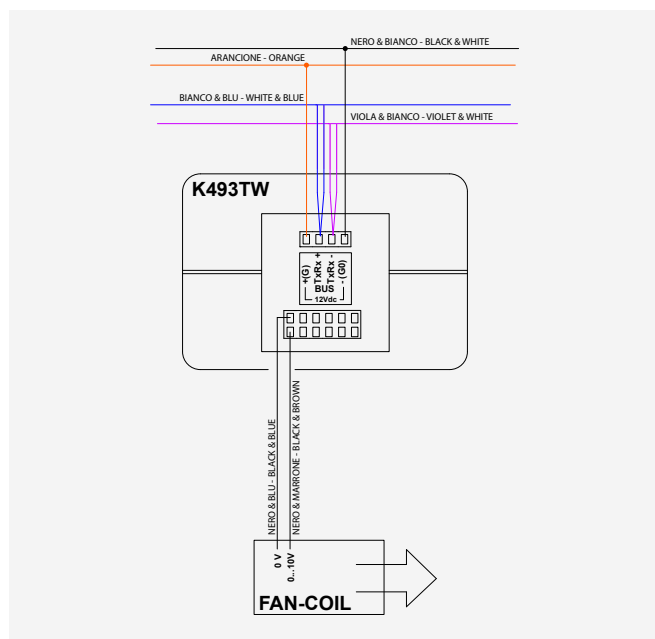 NERO & BIANCO - BLACK & WHITE
ARANCIONE - ORANGE
BIANCO & BLU - WHITE & BLUE
VIOLA & BIANCO - VIOLET & WHITE
K493TW
+(G)
TxRx +
TxRx -
- (G0)
BUS
12Vdc
NERO & BLU - BLACK & BLUE
NERO & MARRONE - BLACK & BROWN
0 V
0...10V
FAN-COIL